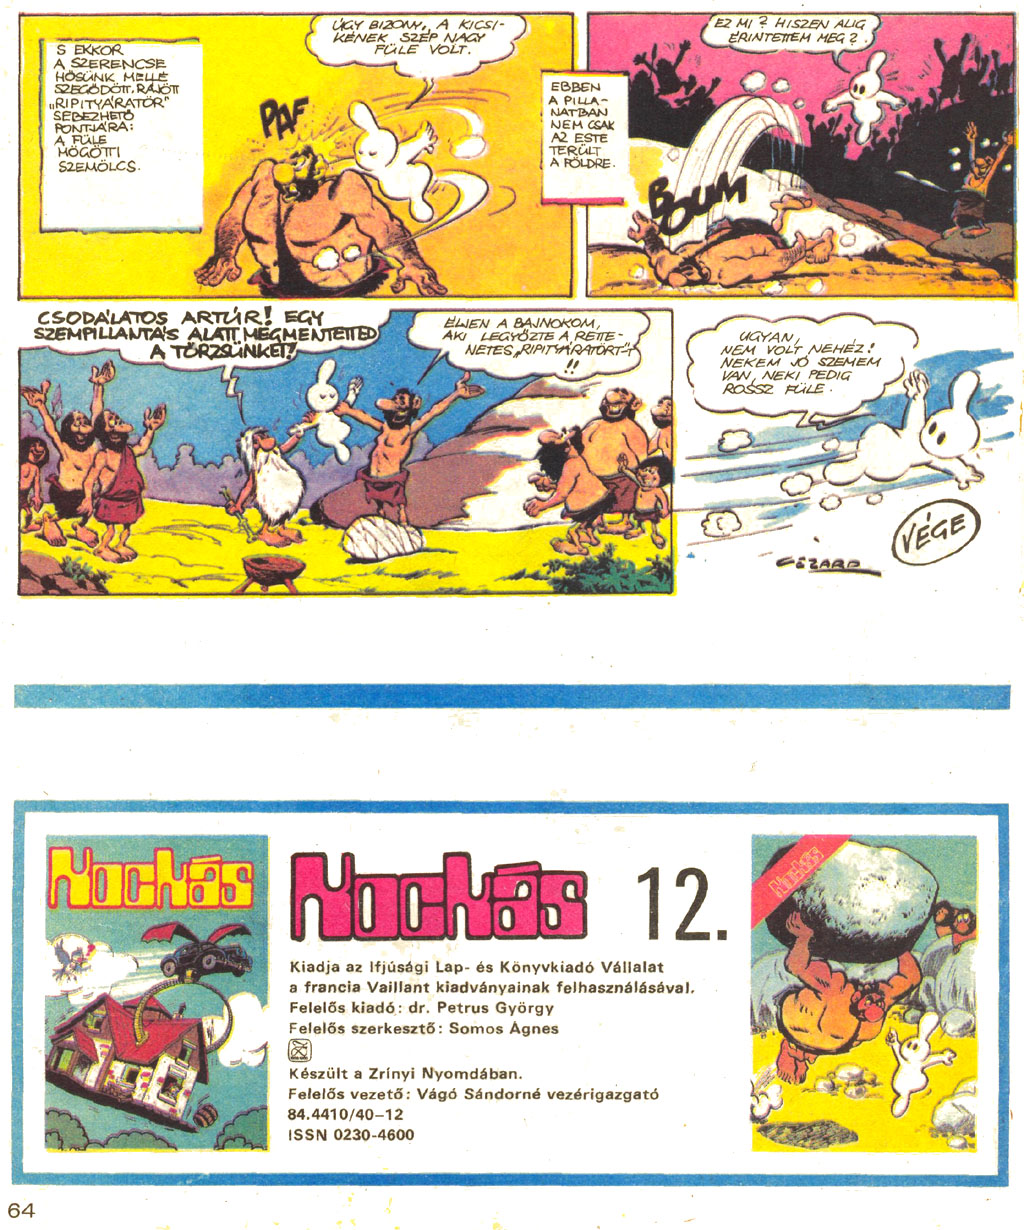 S EKKOR
A SZERENCSE
HŐSÜNK MELLÉ
SZEGŐDÖTT. RÁJÖTT
„RIPITYÁRATÖR”
SEBEZHETŐ
PONTJÁRA:
A FÜLE
MÖGÖTTI
SZEMÖLCS.
ÚGY BIZONY, A KICSI-
KÉNEK SZÉP NAGY
FÜLE VOLT.
PAF
EBBEN
A PILLA-
NATBAN
NEM CSAK
AZ ESTE
TERÜLT
A FÖLDRE.
EZ MI? HISZEN ALIG
ÉRINTETTEM MEG?
BOUM
CSODÁLATOS ARTÚR! EGY
SZEMPILLANTÁS ALATT MEGMENTETTED
A TÖRZSÜNKET!
ÉLJEN A BAJNOKOM,
AKI LEGYŐZTE A RETTE-
NETES „RIPITYÁRATÖRT”-T
!!
UGYAN,
NEM VOLT NEHÉZ!
NEKEM JÓ SZEMEM
VAN, NEKI PEDIG
ROSSZ FÜLE.
VÉGE
CÉZARD
Kockás
Kockás 12.
Kockás
Kiadja az Ifjúsági Lap- és Könyvkiadó Vállalat
a francia Vaillant kiadványainak felhasználásával.
Felelős kiadó: dr. Petrus György
Felelős szerkesztő: Somos Ágnes
Készült a Zrínyi Nyomdában.
Felelős vezető: Vágó Sándorné vezérigazgató
84.4410/40–12
ISSN 0230-4600
64